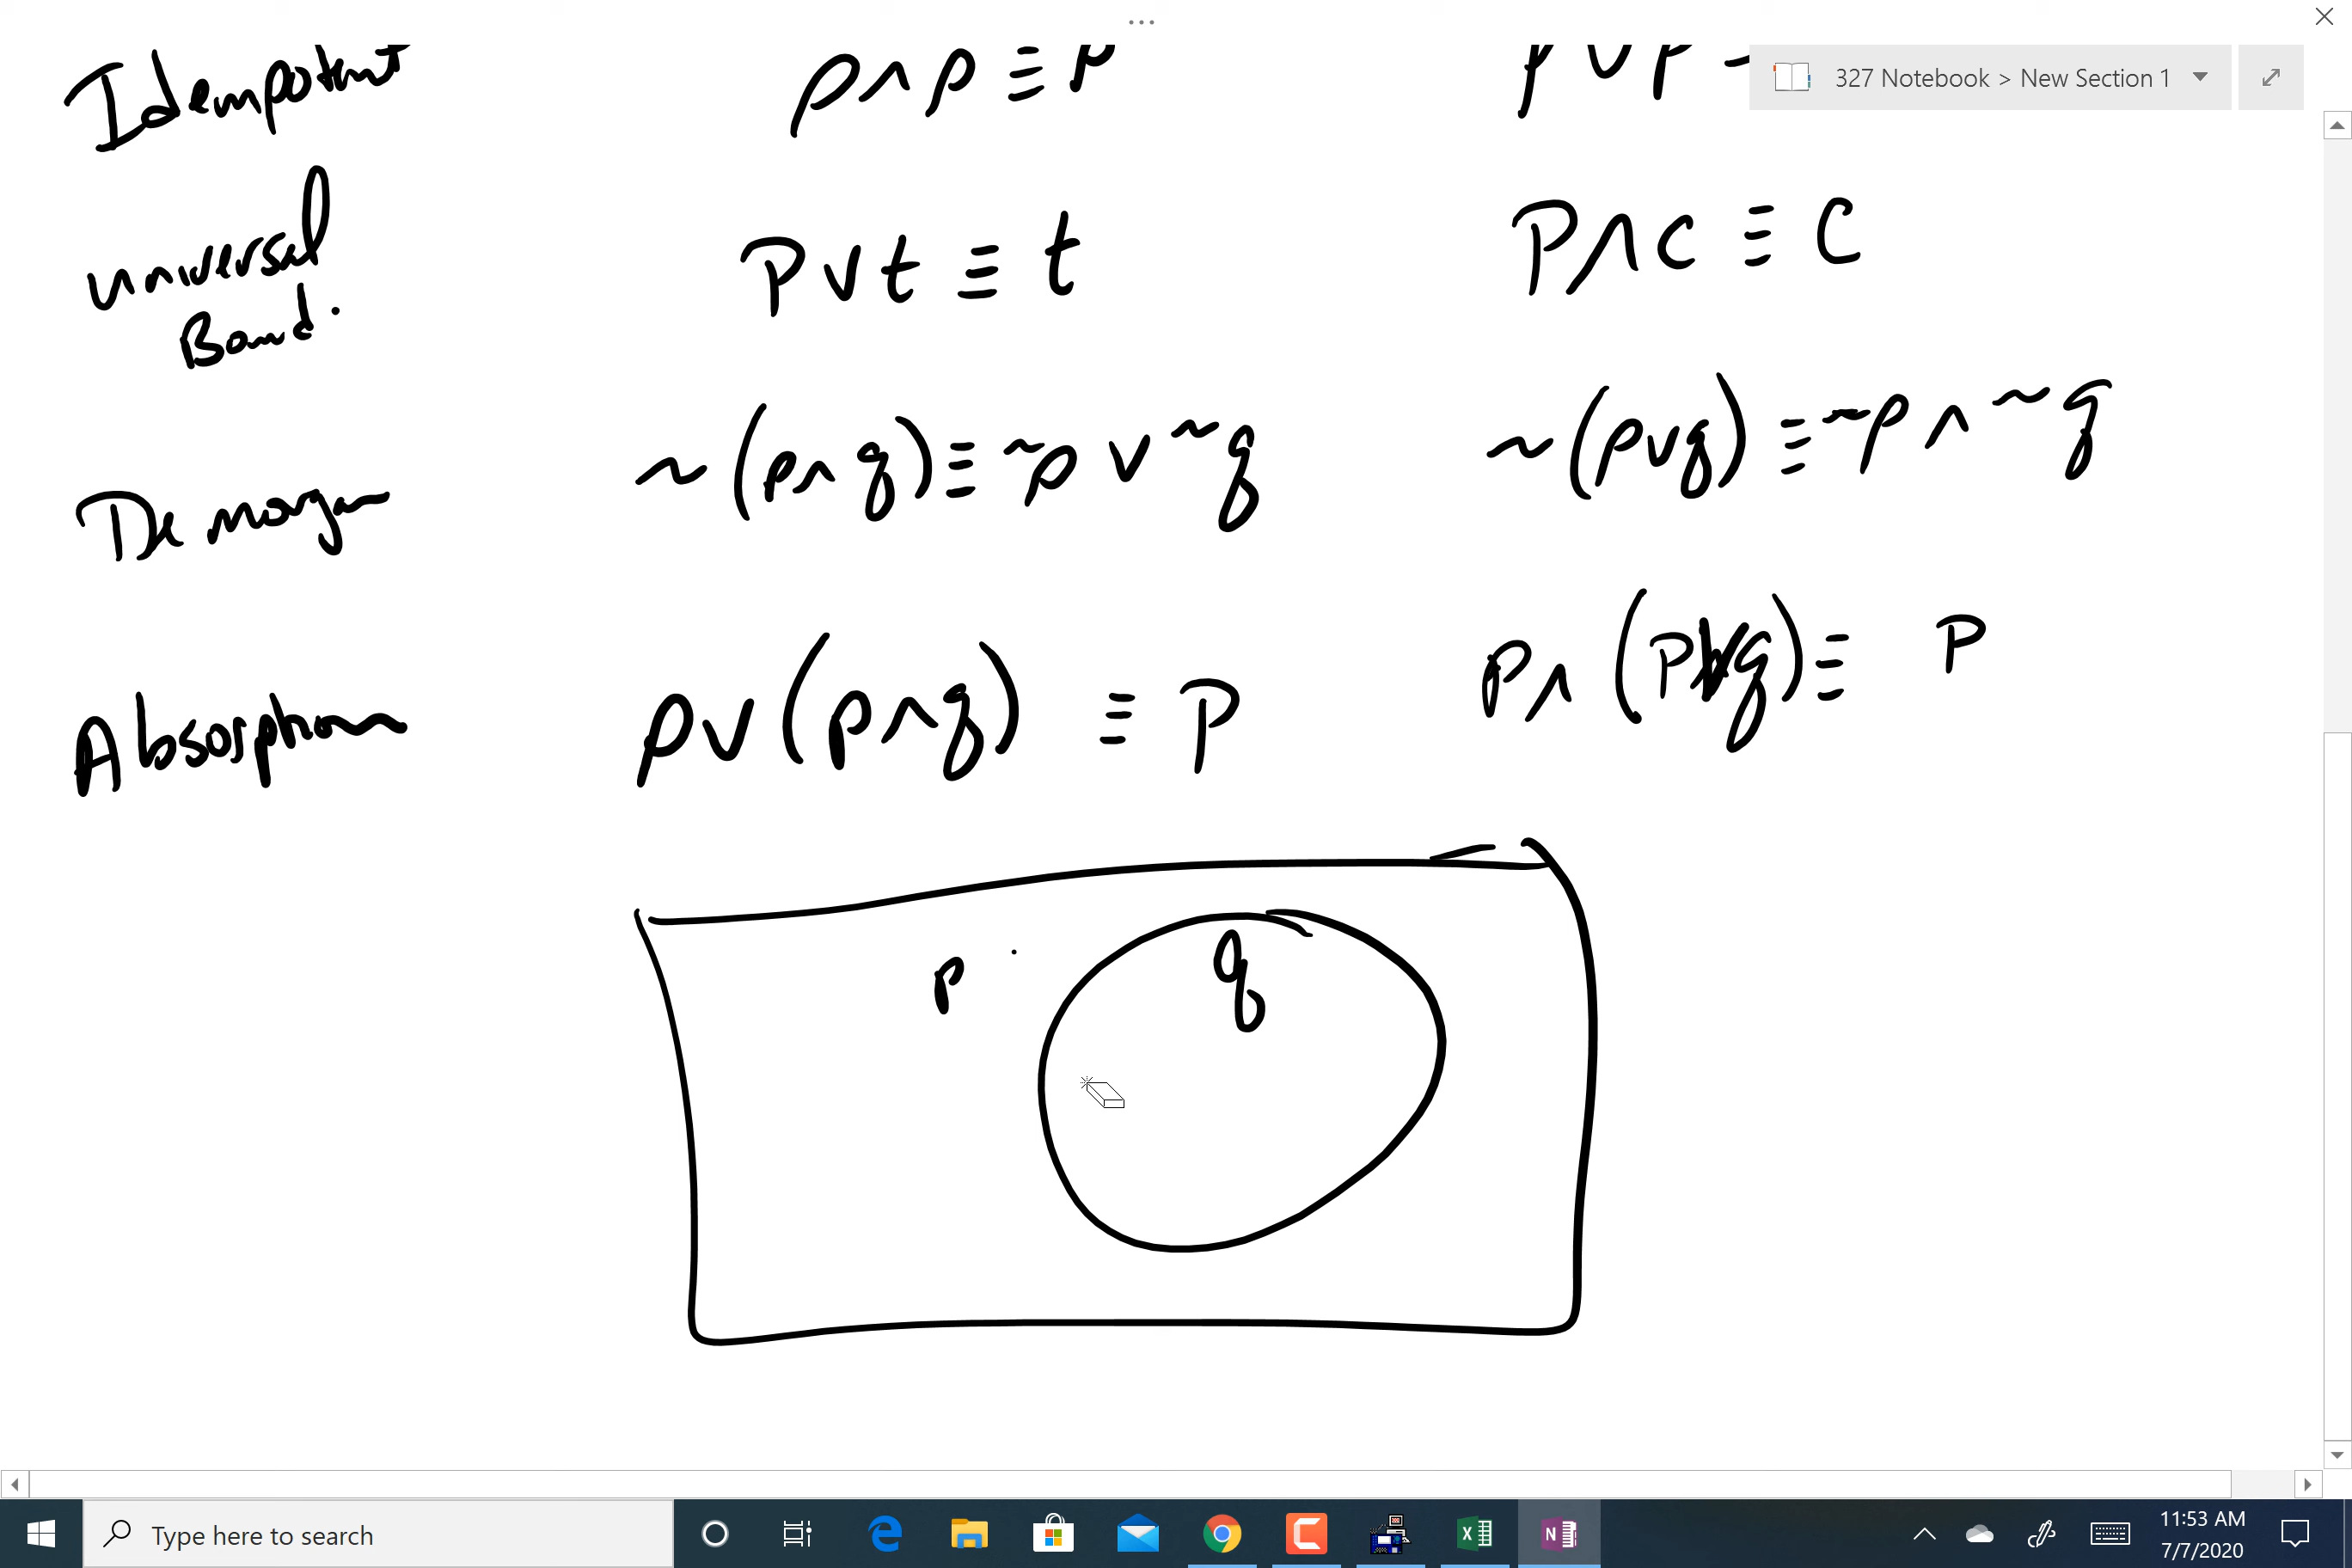 ...
327 Notebook > New Section 1
Idempotent p ∧ p ≡ p p ∨ p
universal P ∨ t ≡ t P ∧ c ≡ c
Bound.
De morgan ~(p ∧ q) ≡ ~p ∨ ~q ~(p ∨ q) ≡ ~p ∧ ~q
Absorption p ∨ (p ∧ q) ≡ P p ∧ (P ∨ q) ≡ P
p q
Type here to search
11:53 AM
7/7/2020